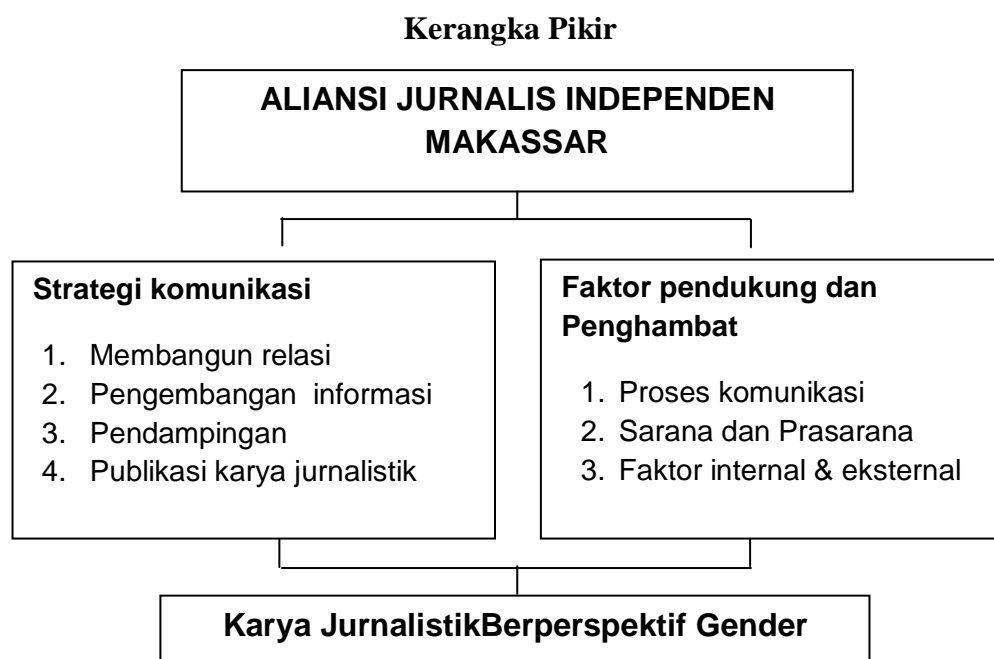 Kerangka Pikir
ALIANSI JURNALIS INDEPENDEN
MAKASSAR
Strategi komunikasi
1. Membangun relasi
2. Pengembangan  informasi
3. Pendampingan
4. Publikasi karya jurnalistik
Faktor pendukung dan
Penghambat
1. Proses komunikasi
2. Sarana dan Prasarana
3. Faktor internal & eksternal
Karya JurnalistikBerperspektif Gender